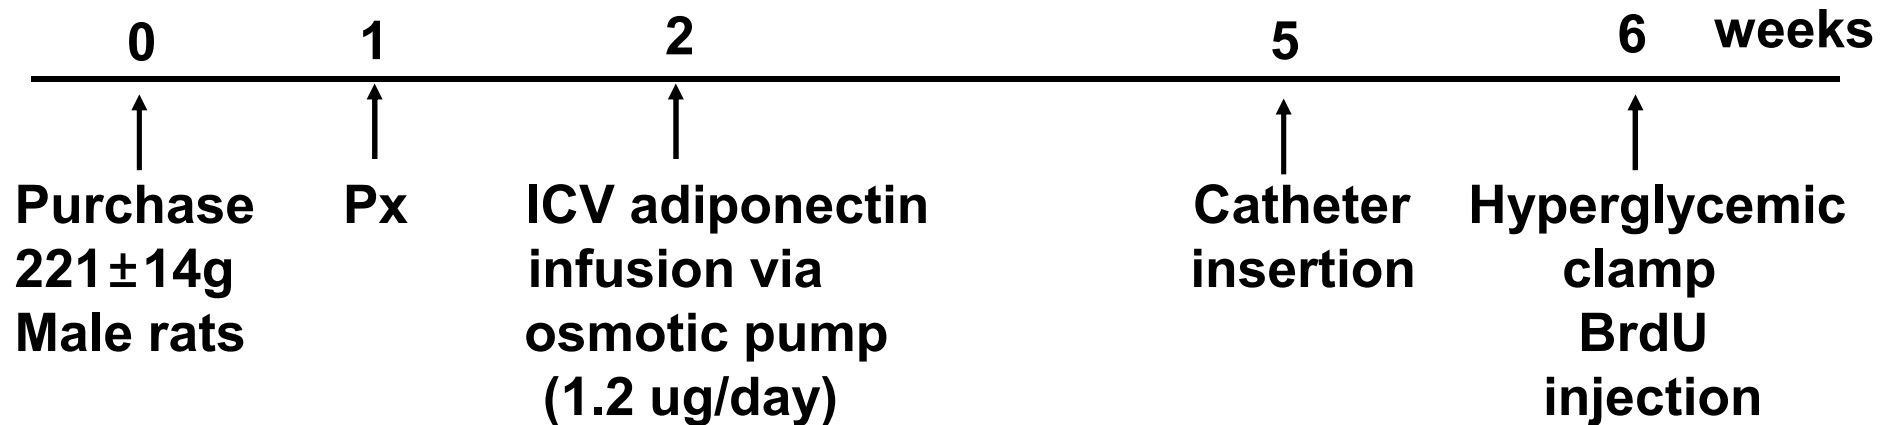 0 1 2 5 6 weeks
Purchase Px ICV adiponectin Catheter Hyperglycemic
221±14g infusion via insertion clamp
Male rats osmotic pump BrdU
(1.2 ug/day) injection